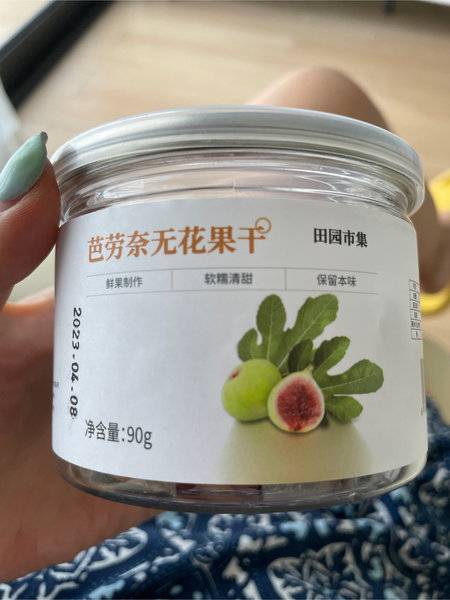 芭劳奈无花果干
田园市集
鲜果制作 软糯清甜 保留本味
2023.04.08
净含量:90g